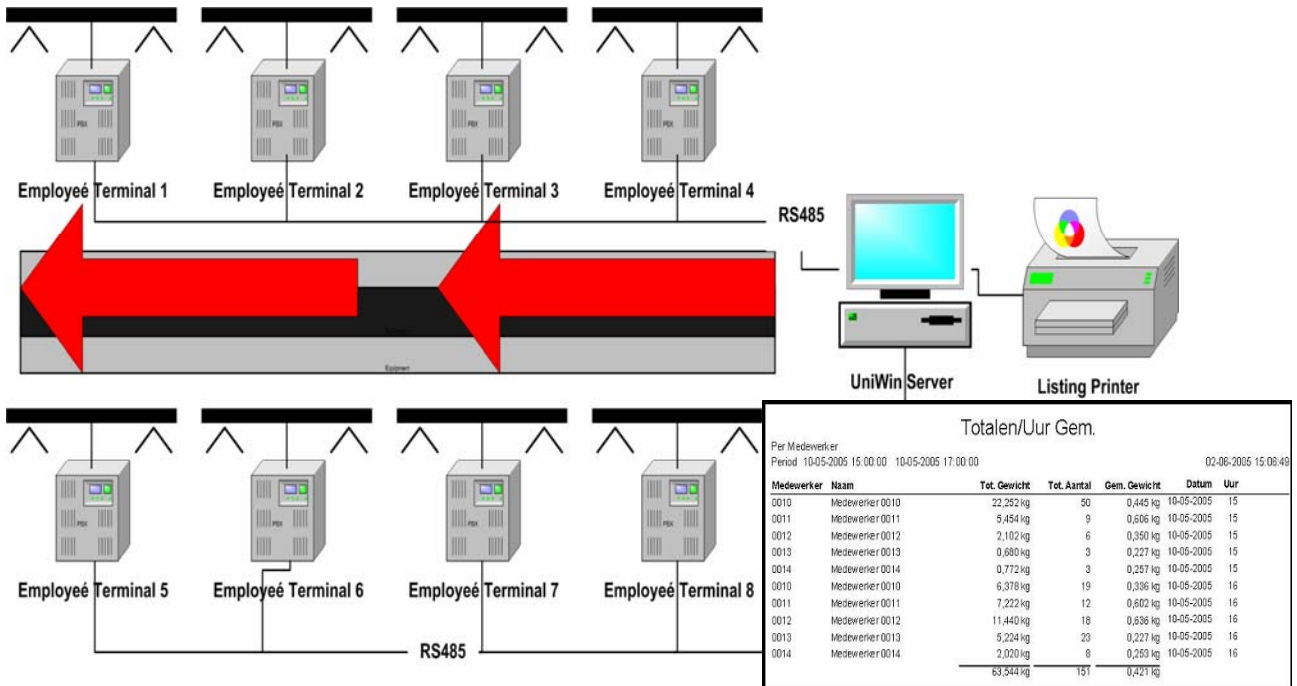 PBX
PBX
PBX
PBX
Employeé Terminal 1
Employeé Terminal 2
Employeé Terminal 3
Employeé Terminal 4
RS485
Equipment
Equipment
UniWin Server
Listing Printer
PBX
PBX
PBX
PBX
Employeé Terminal 5
Employeé Terminal 6
Employeé Terminal 7
Employeé Terminal 8
RS485
Totalen/Uur Gem.
Per Medewerker
Period 10-05-2005 15:00:00 10-05-2005 17:00:00 02-06-2005 15:06:49
Medewerker Naam Tot. Gewicht Tot. Aantal Gem. Gewicht Datum Uur
0010 Medewerker 0010 22,252 kg 50 0,445 kg 10-05-2005 15
0011 Medewerker 0011 5,454 kg 9 0,606 kg 10-05-2005 15
0012 Medewerker 0012 2,102 kg 6 0,350 kg 10-05-2005 15
0013 Medewerker 0013 0,680 kg 3 0,227 kg 10-05-2005 15
0014 Medewerker 0014 0,772 kg 3 0,257 kg 10-05-2005 15
0010 Medewerker 0010 6,378 kg 19 0,336 kg 10-05-2005 16
0011 Medewerker 0011 7,222 kg 12 0,602 kg 10-05-2005 16
0012 Medewerker 0012 11,440 kg 18 0,636 kg 10-05-2005 16
0013 Medewerker 0013 5,224 kg 23 0,227 kg 10-05-2005 16
0014 Medewerker 0014 2,020 kg 8 0,253 kg 10-05-2005 16
63,544 kg 151 0,421 kg